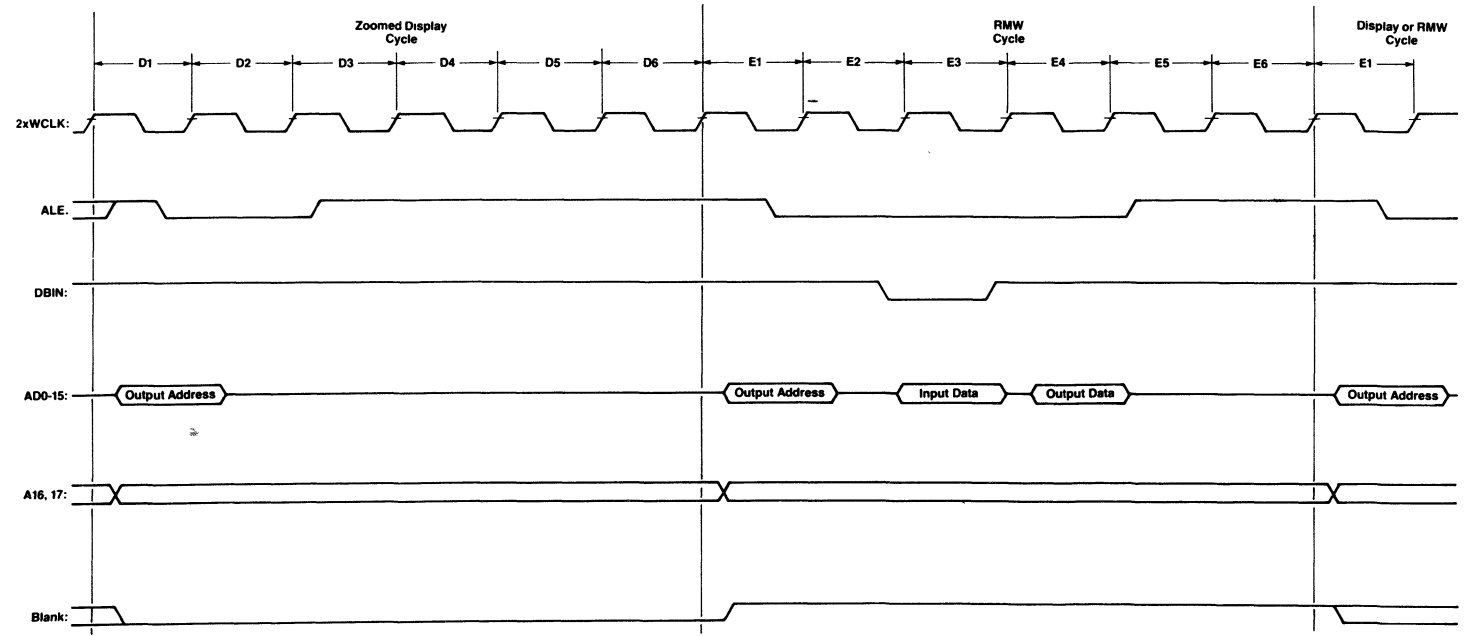 Zoomed Display
Cycle
RMW
Cycle
Display or RMW
Cycle
D1 D2 D3 D4 D5 D6 E1 E2 E3 E4 E5 E6 E1
2xWCLK:
ALE.
DBIN:
AD0-15: Output Address Output Address Input Data Output Data Output Address
A16, 17:
Blank: